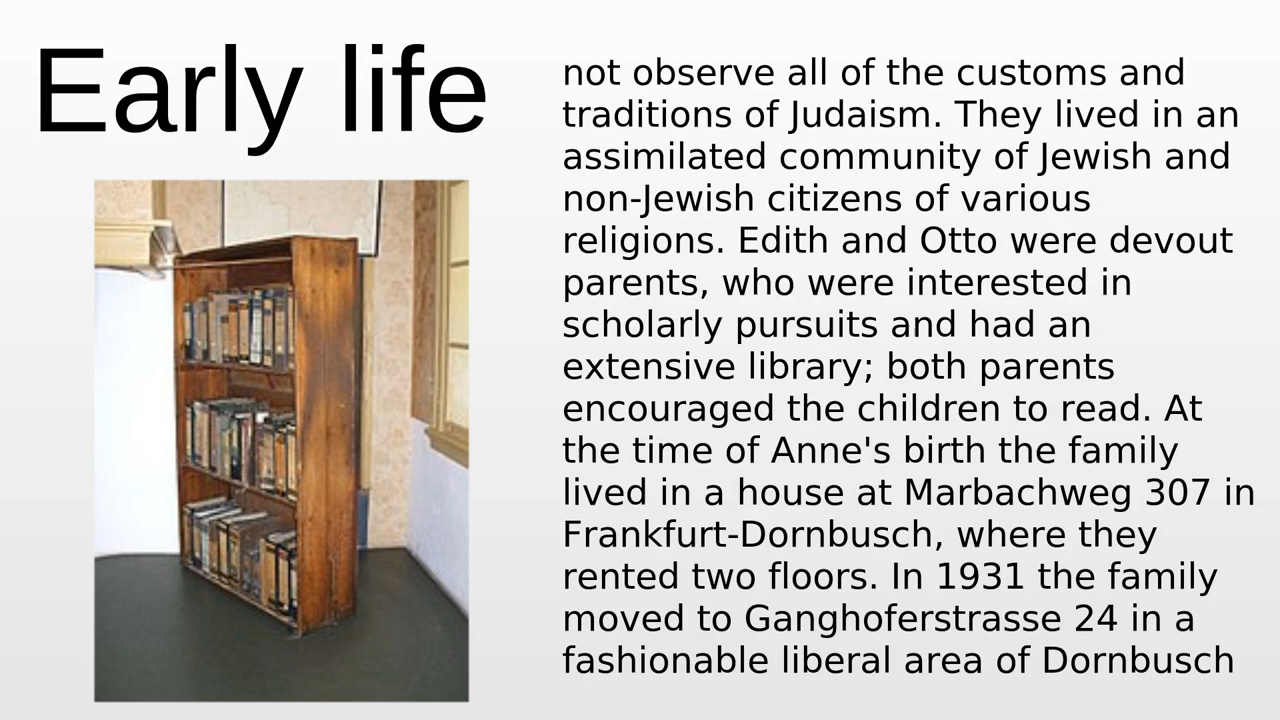 Early life
not observe all of the customs and
traditions of Judaism. They lived in an
assimilated community of Jewish and
non-Jewish citizens of various
religions. Edith and Otto were devout
parents, who were interested in
scholarly pursuits and had an
extensive library; both parents
encouraged the children to read. At
the time of Anne's birth the family
lived in a house at Marbachweg 307 in
Frankfurt-Dornbusch, where they
rented two floors. In 1931 the family
moved to Ganghoferstrasse 24 in a
fashionable liberal area of Dornbusch